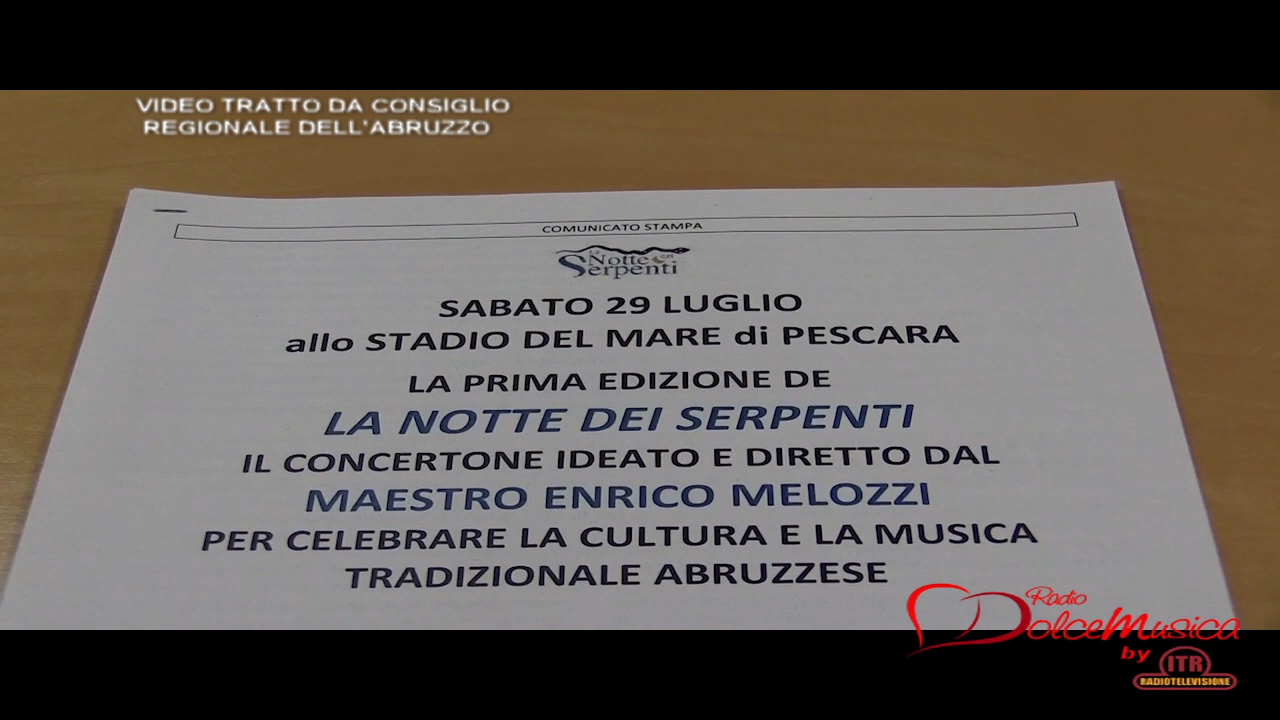 VIDEO TRATTO DA CONSIGLIO
REGIONALE DELL'ABRUZZO
COMUNICATO STAMPA
La
Notte dei
Serpenti
SABATO 29 LUGLIO
allo STADIO DEL MARE di PESCARA
LA PRIMA EDIZIONE DE
LA NOTTE DEI SERPENTI
IL CONCERTONE IDEATO E DIRETTO DAL
MAESTRO ENRICO MELOZZI
PER CELEBRARE LA CULTURA E LA MUSICA
TRADIZIONALE ABRUZZESE
Radio
DolceMusica
by ITR
RADIOTELEVISIONE